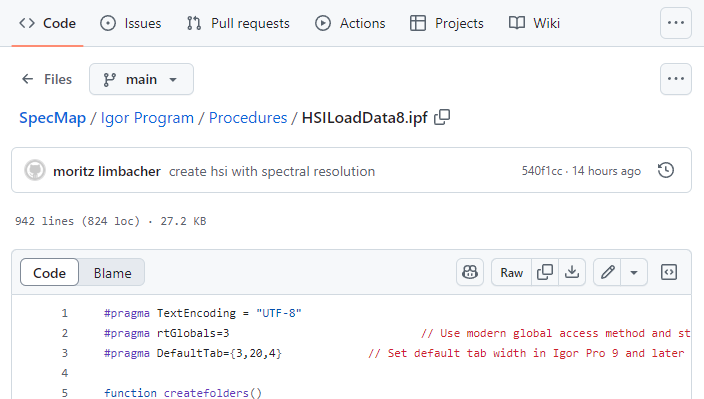 Code Issues Pull requests Actions Projects Wiki
Files main
SpecMap / Igor Program / Procedures / HSILoadData8.ipf
moritz limbacher create hsi with spectral resolution 540f1cc · 14 hours ago
942 lines (824 loc) · 27.2 KB
Code Blame Raw
1 #pragma TextEncoding = "UTF-8"
2 #pragma rtGlobals=3 // Use modern global access method and st
3 #pragma DefaultTab={3,20,4} // Set default tab width in Igor Pro 9 and later
4
5 function createfolders()